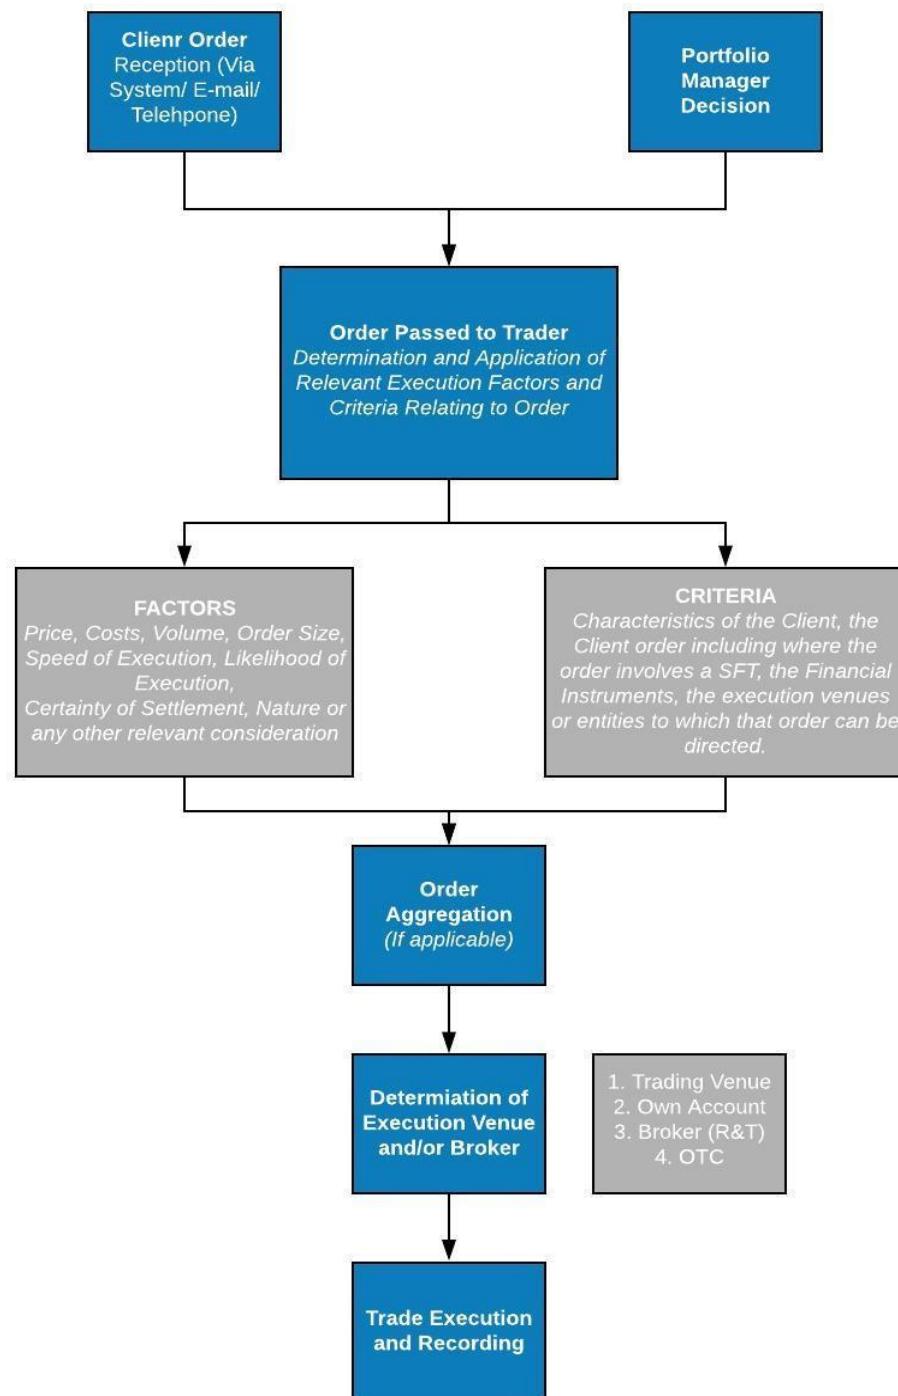 Clienr Order
Reception (Via
System/ E-mail/
Telehpone)
Portfolio
Manager
Decision
Order Passed to Trader
Determination and Application of
Relevant Execution Factors and
Criteria Relating to Order
FACTORS
Price, Costs, Volume, Order Size,
Speed of Execution, Likelihood of
Execution,
Certainty of Settlement, Nature or
any other relevant consideration
CRITERIA
Characteristics of the Client, the
Client order including where the
order involves a SFT, the Financial
Instruments, the execution venues
or entities to which that order can be
directed.
Order
Aggregation
(If applicable)
Determiation of
Execution Venue
and/or Broker
1. Trading Venue
2. Own Account
3. Broker (R&T)
4. OTC
Trade Execution
and Recording